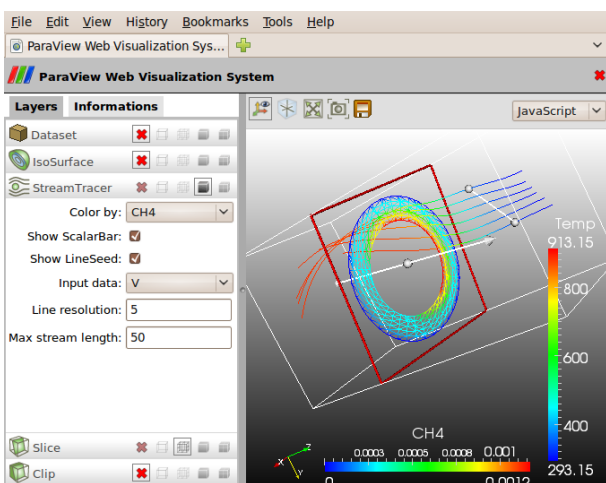 File Edit View History Bookmarks Tools Help
ParaView Web Visualization Sys...
ParaView Web Visualization System
Layers Informations
JavaScript
Dataset
IsoSurface
StreamTracer
Color by: CH4
Show ScalarBar:
Show LineSeed:
Input data: V
Line resolution: 5
Max stream length: 50
Slice
Clip
Temp
913.15
800
600
400
293.15
CH4
0.0003 0.0005 0.0008 0.001
0 0.0012
X Y Z